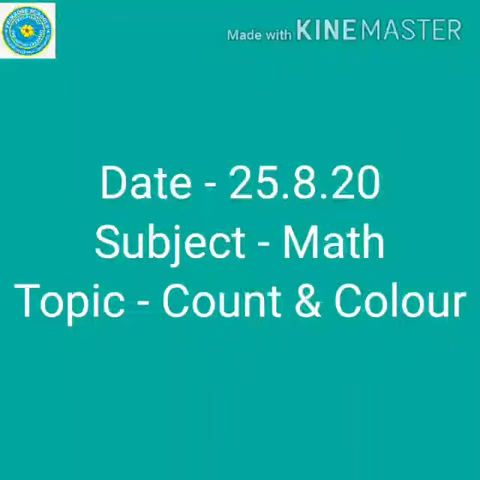 Made with KINEMASTER
Date - 25.8.20
Subject - Math
Topic - Count & Colour